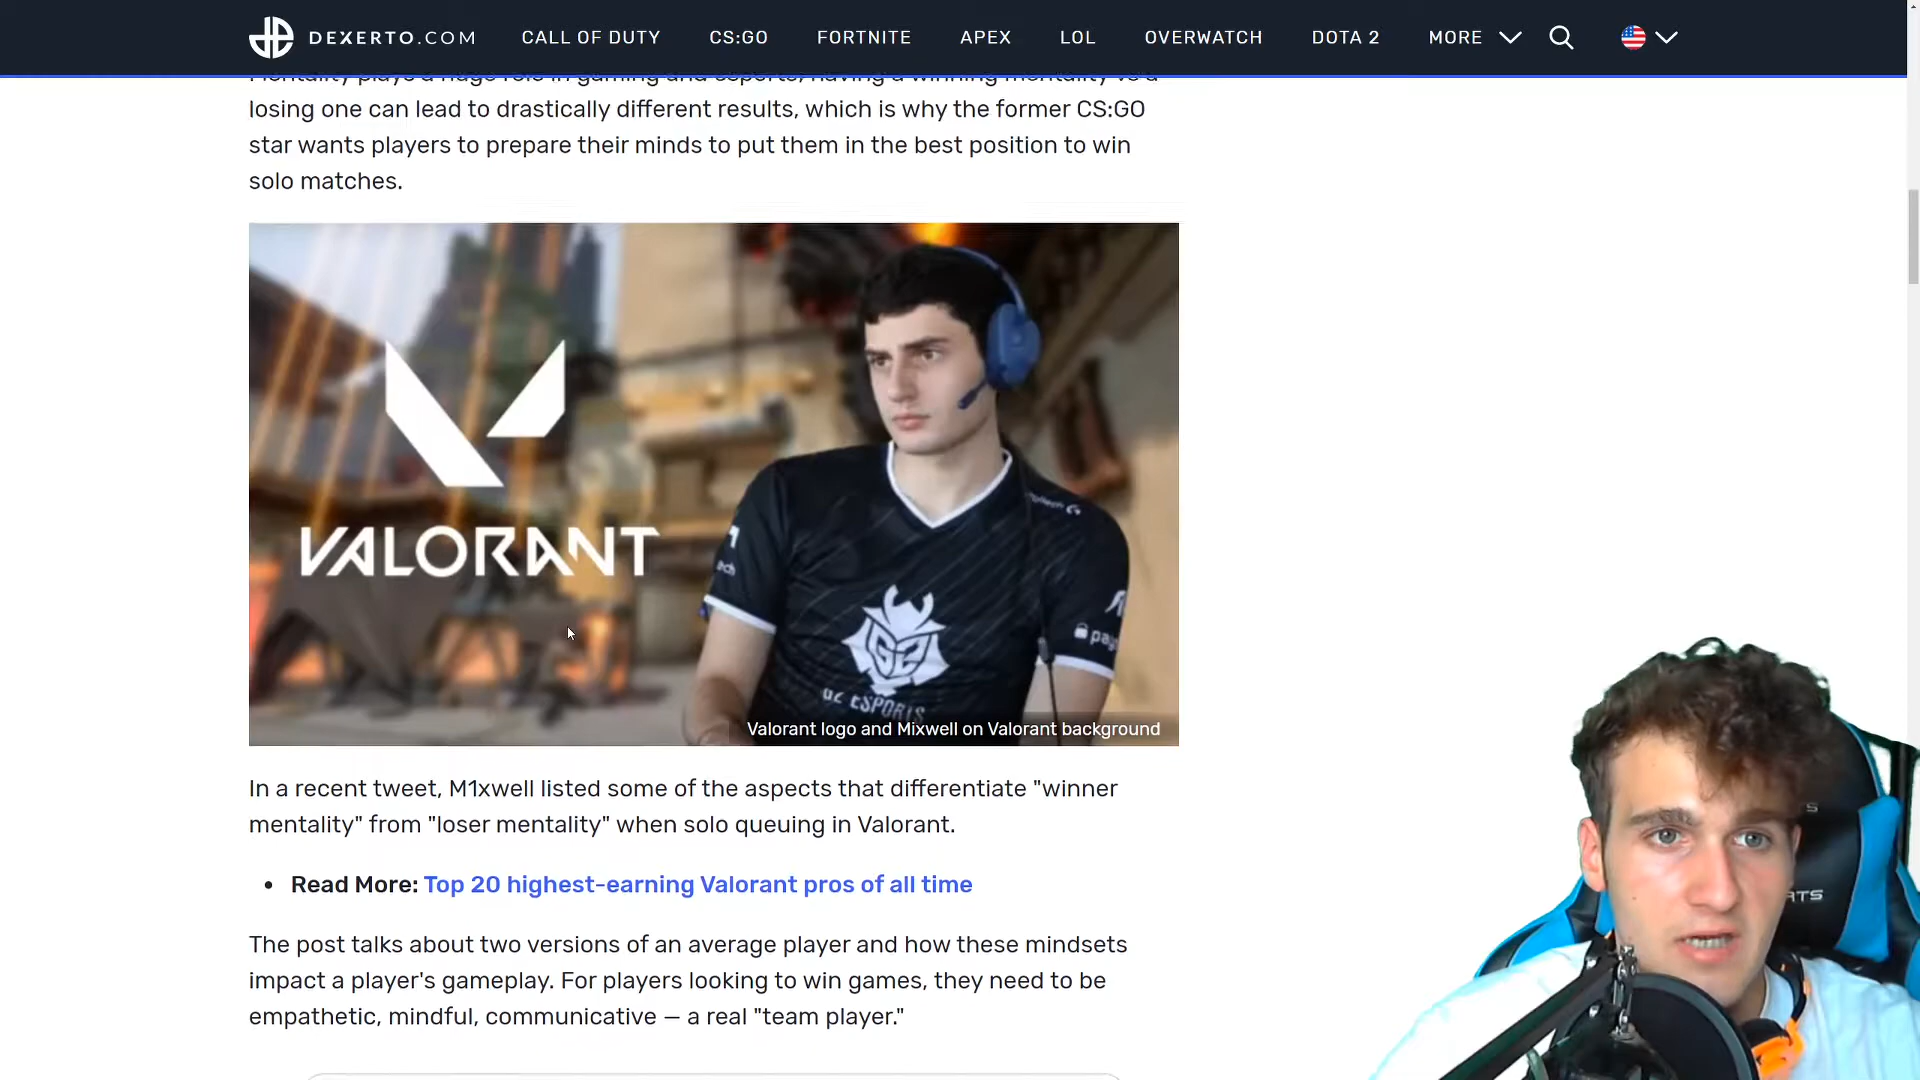 DEXERTO.COM CALL OF DUTY CS:GO FORTNITE APEX LOL OVERWATCH DOTA 2 MORE
Mentality plays a huge role in gaming and esports, having a winning mentality vs a
losing one can lead to drastically different results, which is why the former CS:GO
star wants players to prepare their minds to put them in the best position to win
solo matches.
VALORANT
G2 ESPORTS
Valorant logo and Mixwell on Valorant background
In a recent tweet, M1xwell listed some of the aspects that differentiate "winner
mentality" from "loser mentality" when solo queuing in Valorant.
• Read More: Top 20 highest-earning Valorant pros of all time
The post talks about two versions of an average player and how these mindsets
impact a player's gameplay. For players looking to win games, they need to be
empathetic, mindful, communicative — a real "team player."